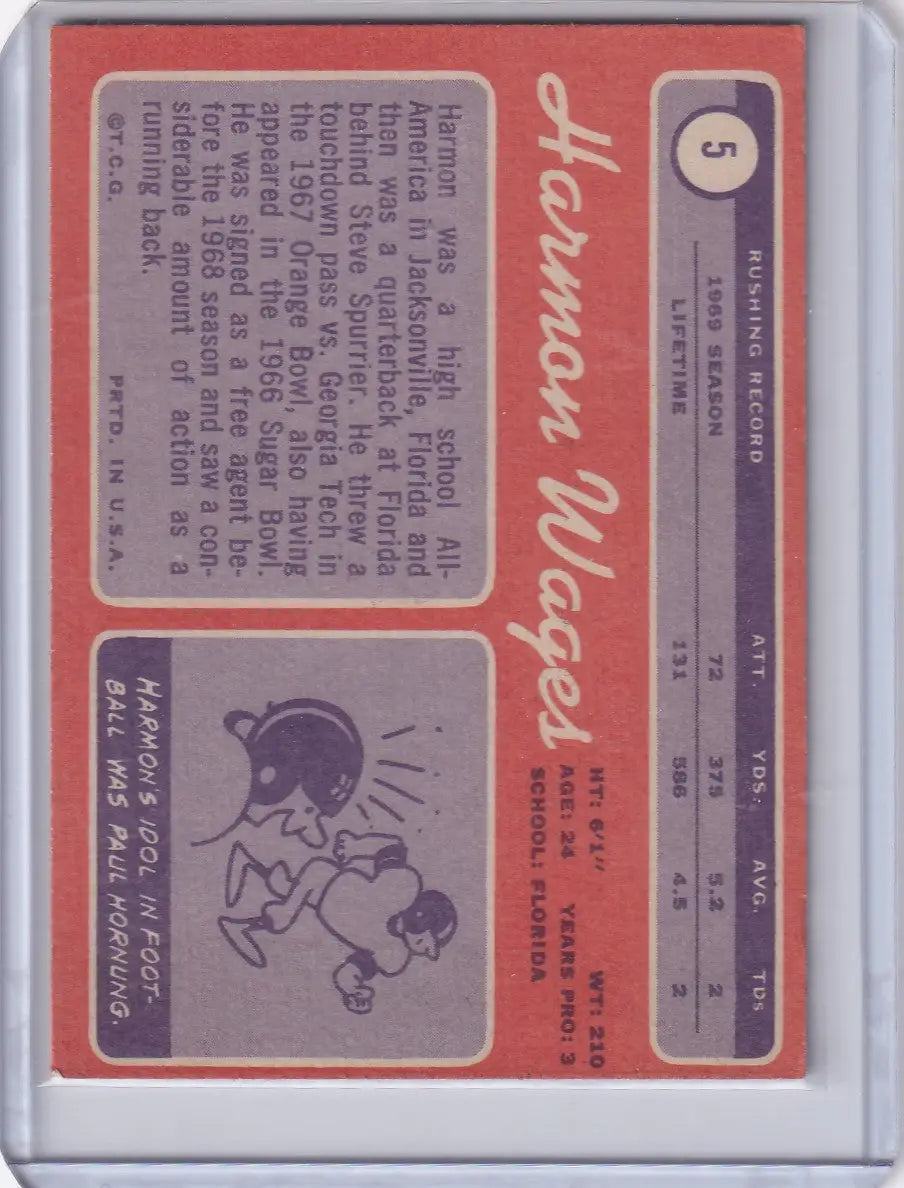 5
RUSHING RECORD ATT. YDS. AVG. TDs
1969 SEASON 72 375 5.2 2
LIFETIME 131 586 4.5 2
Harmon Wages
HT: 6'1" WT: 210
AGE: 24 YEARS PRO: 3
SCHOOL: FLORIDA
Harmon was a high school All-
America in Jacksonville, Florida and
then was a quarterback at Florida
behind Steve Spurrier. He threw a
touchdown pass vs. Georgia Tech in
the 1967 Orange Bowl, also having
appeared in the 1966 Sugar Bowl.
He was signed as a free agent be-
fore the 1968 season and saw a con-
siderable amount of action as a
running back.
©T.C.G. PRTD. IN U.S.A.
HARMON'S IDOL IN FOOT-
BALL WAS PAUL HORNUNG.